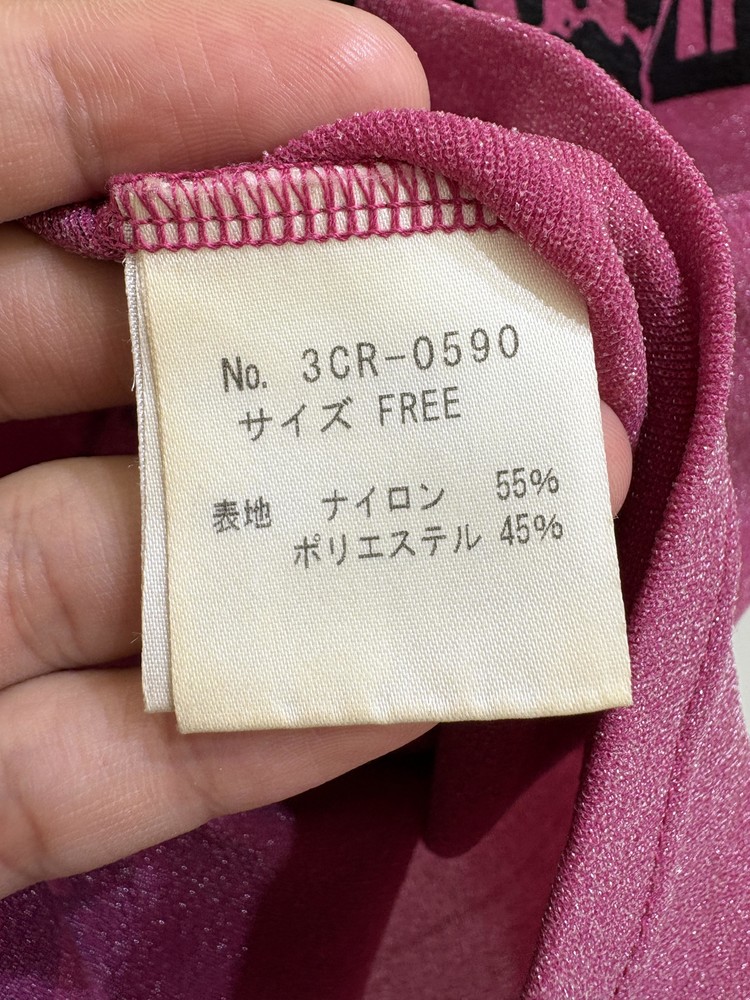 No. 3CR-0590
サイズ FREE
表地 ナイロン 55%
ポリエステル 45%